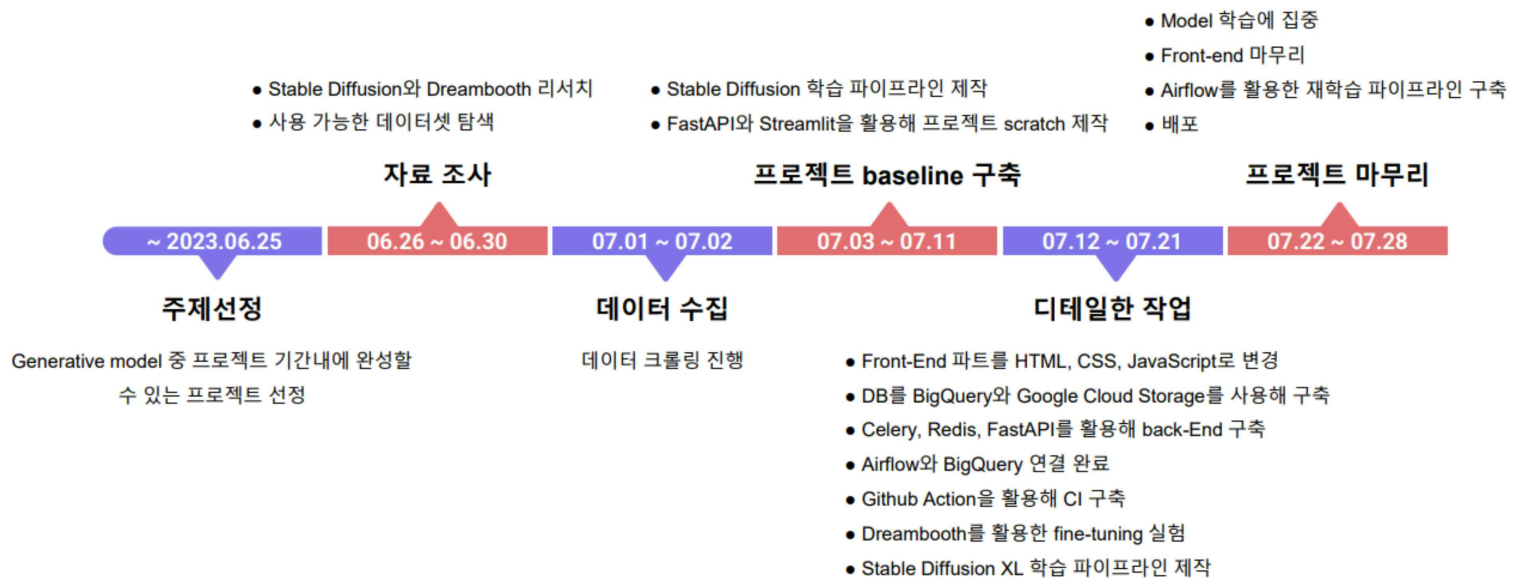 ● Model 학습에 집중
● Front-end 마무리
● Stable Diffusion와 Dreambooth 리서치
● Stable Diffusion 학습 파이프라인 제작
● Airflow를 활용한 재학습 파이프라인 구축
● 사용 가능한 데이터셋 탐색
● FastAPI와 Streamlit을 활용해 프로젝트 scratch 제작
● 배포
자료 조사
프로젝트 baseline 구축
프로젝트 마무리
~ 2023.06.25
06.26 ~ 06.30
07.01 ~ 07.02
07.03 ~ 07.11
07.12 ~ 07.21
07.22 ~ 07.28
주제선정
데이터 수집
디테일한 작업
Generative model 중 프로젝트 기간내에 완성할
수 있는 프로젝트 선정
데이터 크롤링 진행
● Front-End 파트를 HTML, CSS, JavaScript로 변경
● DB를 BigQuery와 Google Cloud Storage를 사용해 구축
● Celery, Redis, FastAPI를 활용해 back-End 구축
● Airflow와 BigQuery 연결 완료
● Github Action을 활용해 CI 구축
● Dreambooth를 활용한 fine-tuning 실험
● Stable Diffusion XL 학습 파이프라인 제작